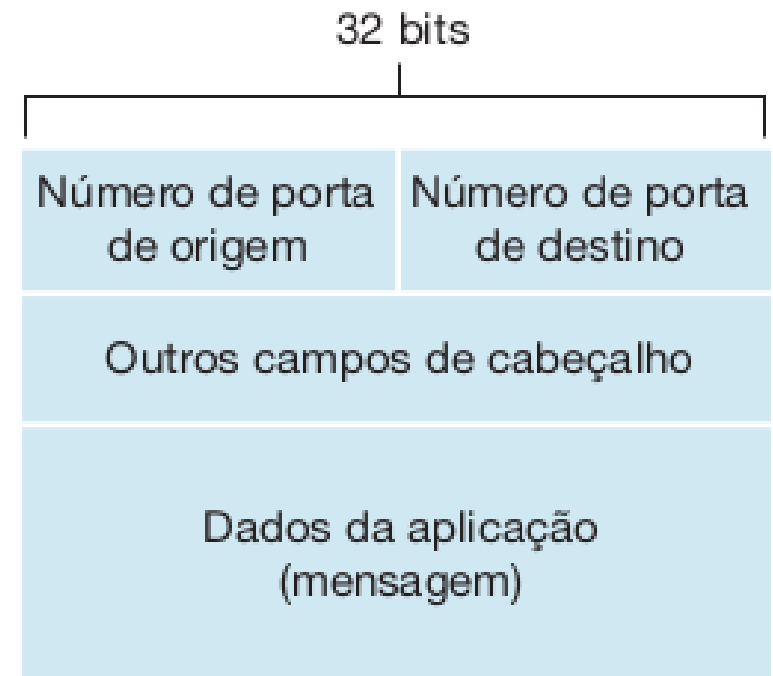 32 bits
Número de porta
de origem
Número de porta
de destino
Outros campos de cabeçalho
Dados da aplicação
(mensagem)